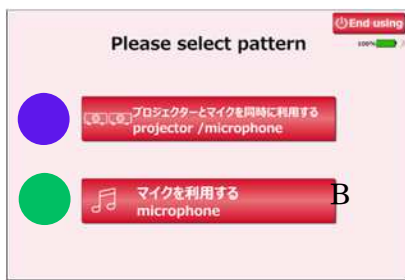 End using
Please select pattern
100%
プロジェクターとマイクを同時に利用する
projector /microphone
マイクを利用する
microphone
B